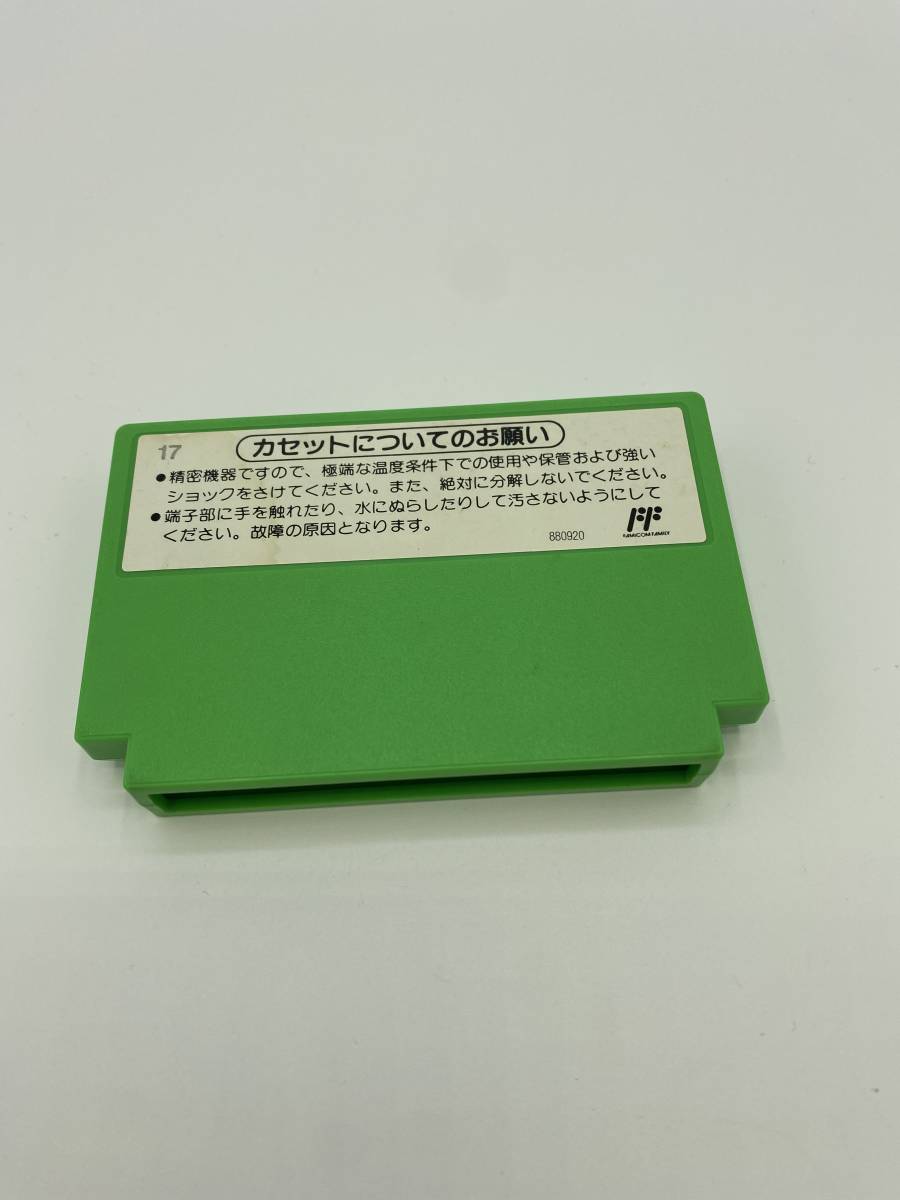 17
カセットについてのお願い
●精密機器ですので、極端な温度条件下での使用や保管および強い
ショックをさけてください。また、絶対に分解しないでください。
●端子部に手を触れたり、水にぬらしたりして汚さないようにして
ください。故障の原因となります。
880920
FAMICOM FAMILY